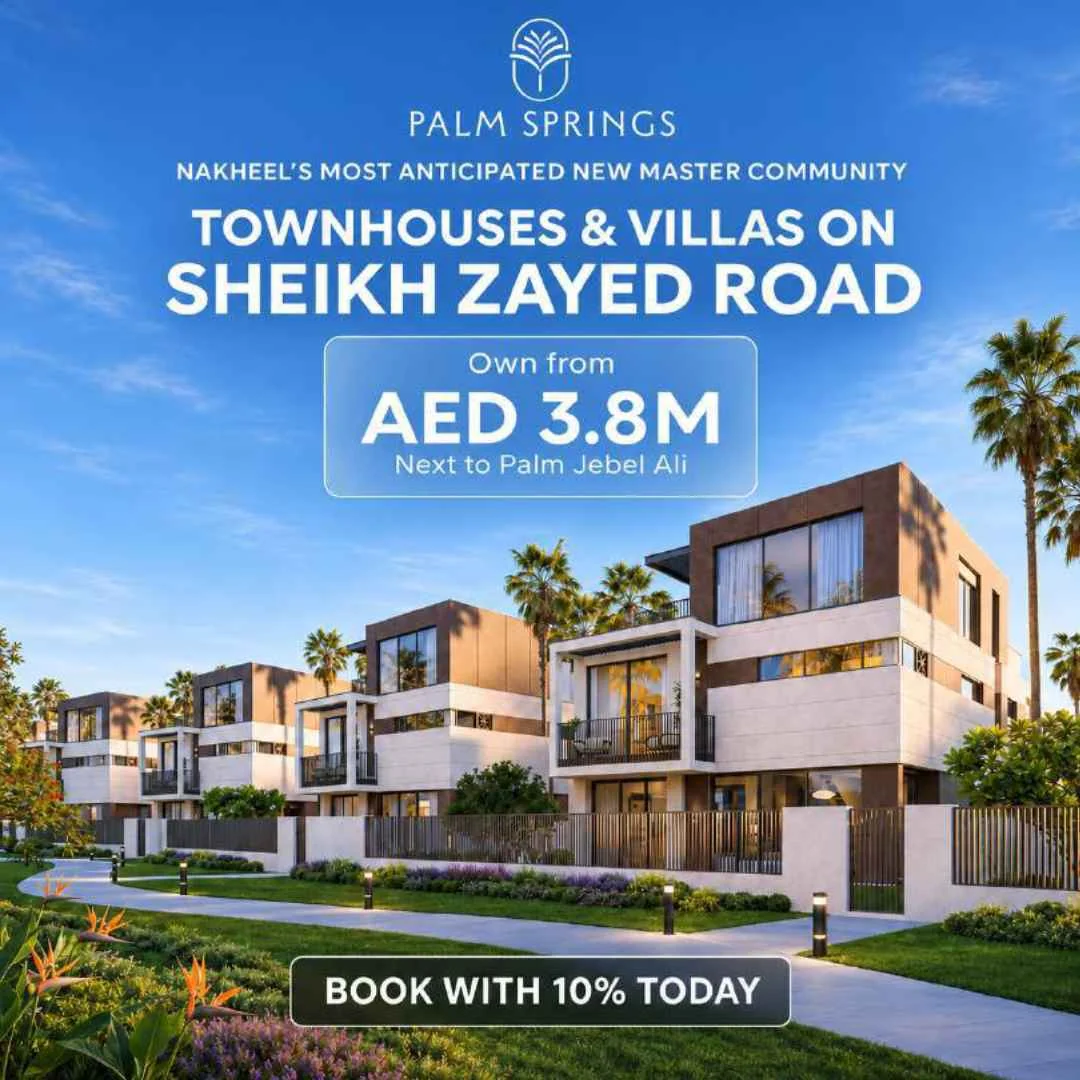 PALM SPRINGS
NAKHEEL'S MOST ANTICIPATED NEW MASTER COMMUNITY
TOWNHOUSES & VILLAS ON
SHEIKH ZAYED ROAD
Own from
AED 3.8M
Next to Palm Jebel Ali
BOOK WITH 10% TODAY